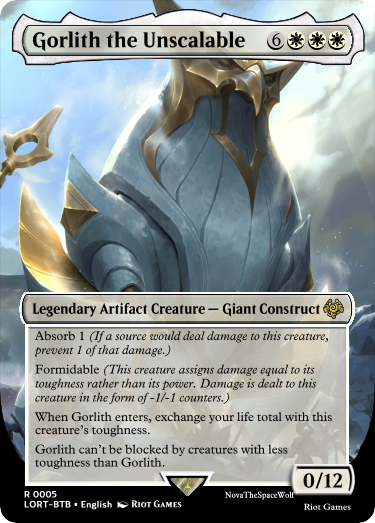 Gorlith the Unscalable 6
Legendary Artifact Creature — Giant Construct
Absorb 1 (If a source would deal damage to this creature,
prevent 1 of that damage.)
Formidable (This creature assigns damage equal to its
toughness rather than its power. Damage is dealt to this
creature in the form of -1/-1 counters.)
When Gorlith enters, exchange your life total with this
creature's toughness.
Gorlith can't be blocked by creatures with less
toughness than Gorlith.
0/12
R 0005
NovaTheSpaceWolf
LORT-BTB • English Riot Games
Riot Games